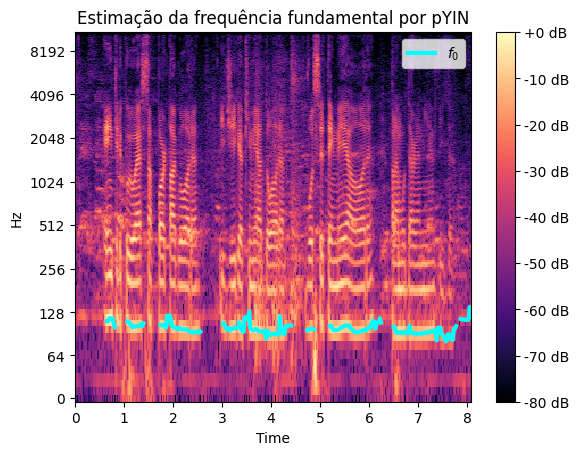 Estimação da frequência fundamental por pYIN
f0
Hz
8192
4096
2048
1024
512
256
128
64
0
0 1 2 3 4 5 6 7 8
Time
+0 dB
-10 dB
-20 dB
-30 dB
-40 dB
-50 dB
-60 dB
-70 dB
-80 dB